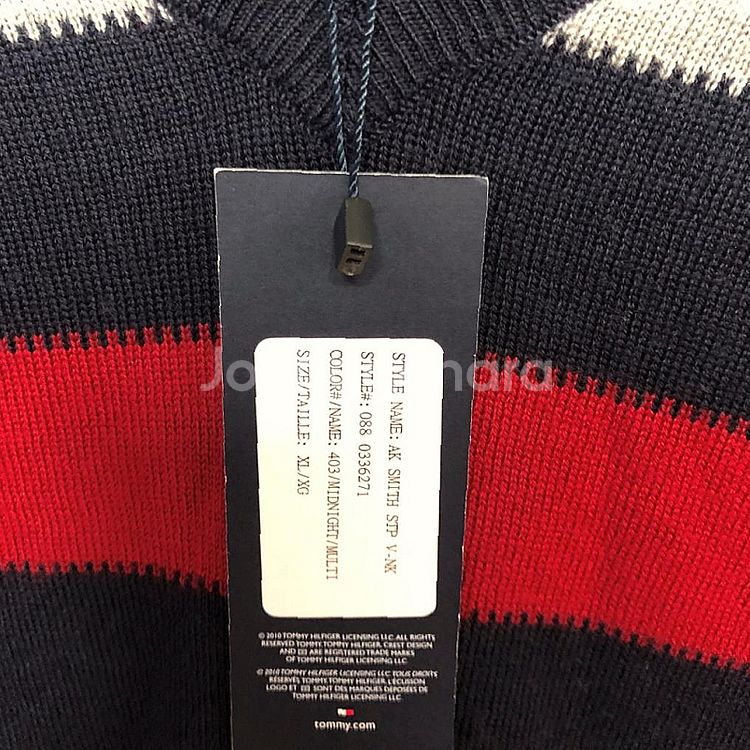 STYLE NAME: AK SMITH STP V-NK
STYLE#: 088 0336271
COLOR#/NAME: 403/MIDNIGHT/MULTI
SIZE/TAILLE: XL/XG
© 2010 TOMMY HILFIGER LICENSING LLC. ALL RIGHTS
RESERVED. TOMMY, TOMMY HILFIGER, CREST DESIGN
AND ARE REGISTERED TRADE MARKS
OF TOMMY HILFIGER LICENSING LLC
© 2010 TOMMY HILFIGER LICENSING LLC TOUS DROITS
RÉSERVÉS. TOMMY, TOMMY HILFIGER, L'ÉCUSSON
LOGO ET SONT DES MARQUES DÉPOSÉES DE
TOMMY HILFIGER LICENSING LLC.
tommy.com